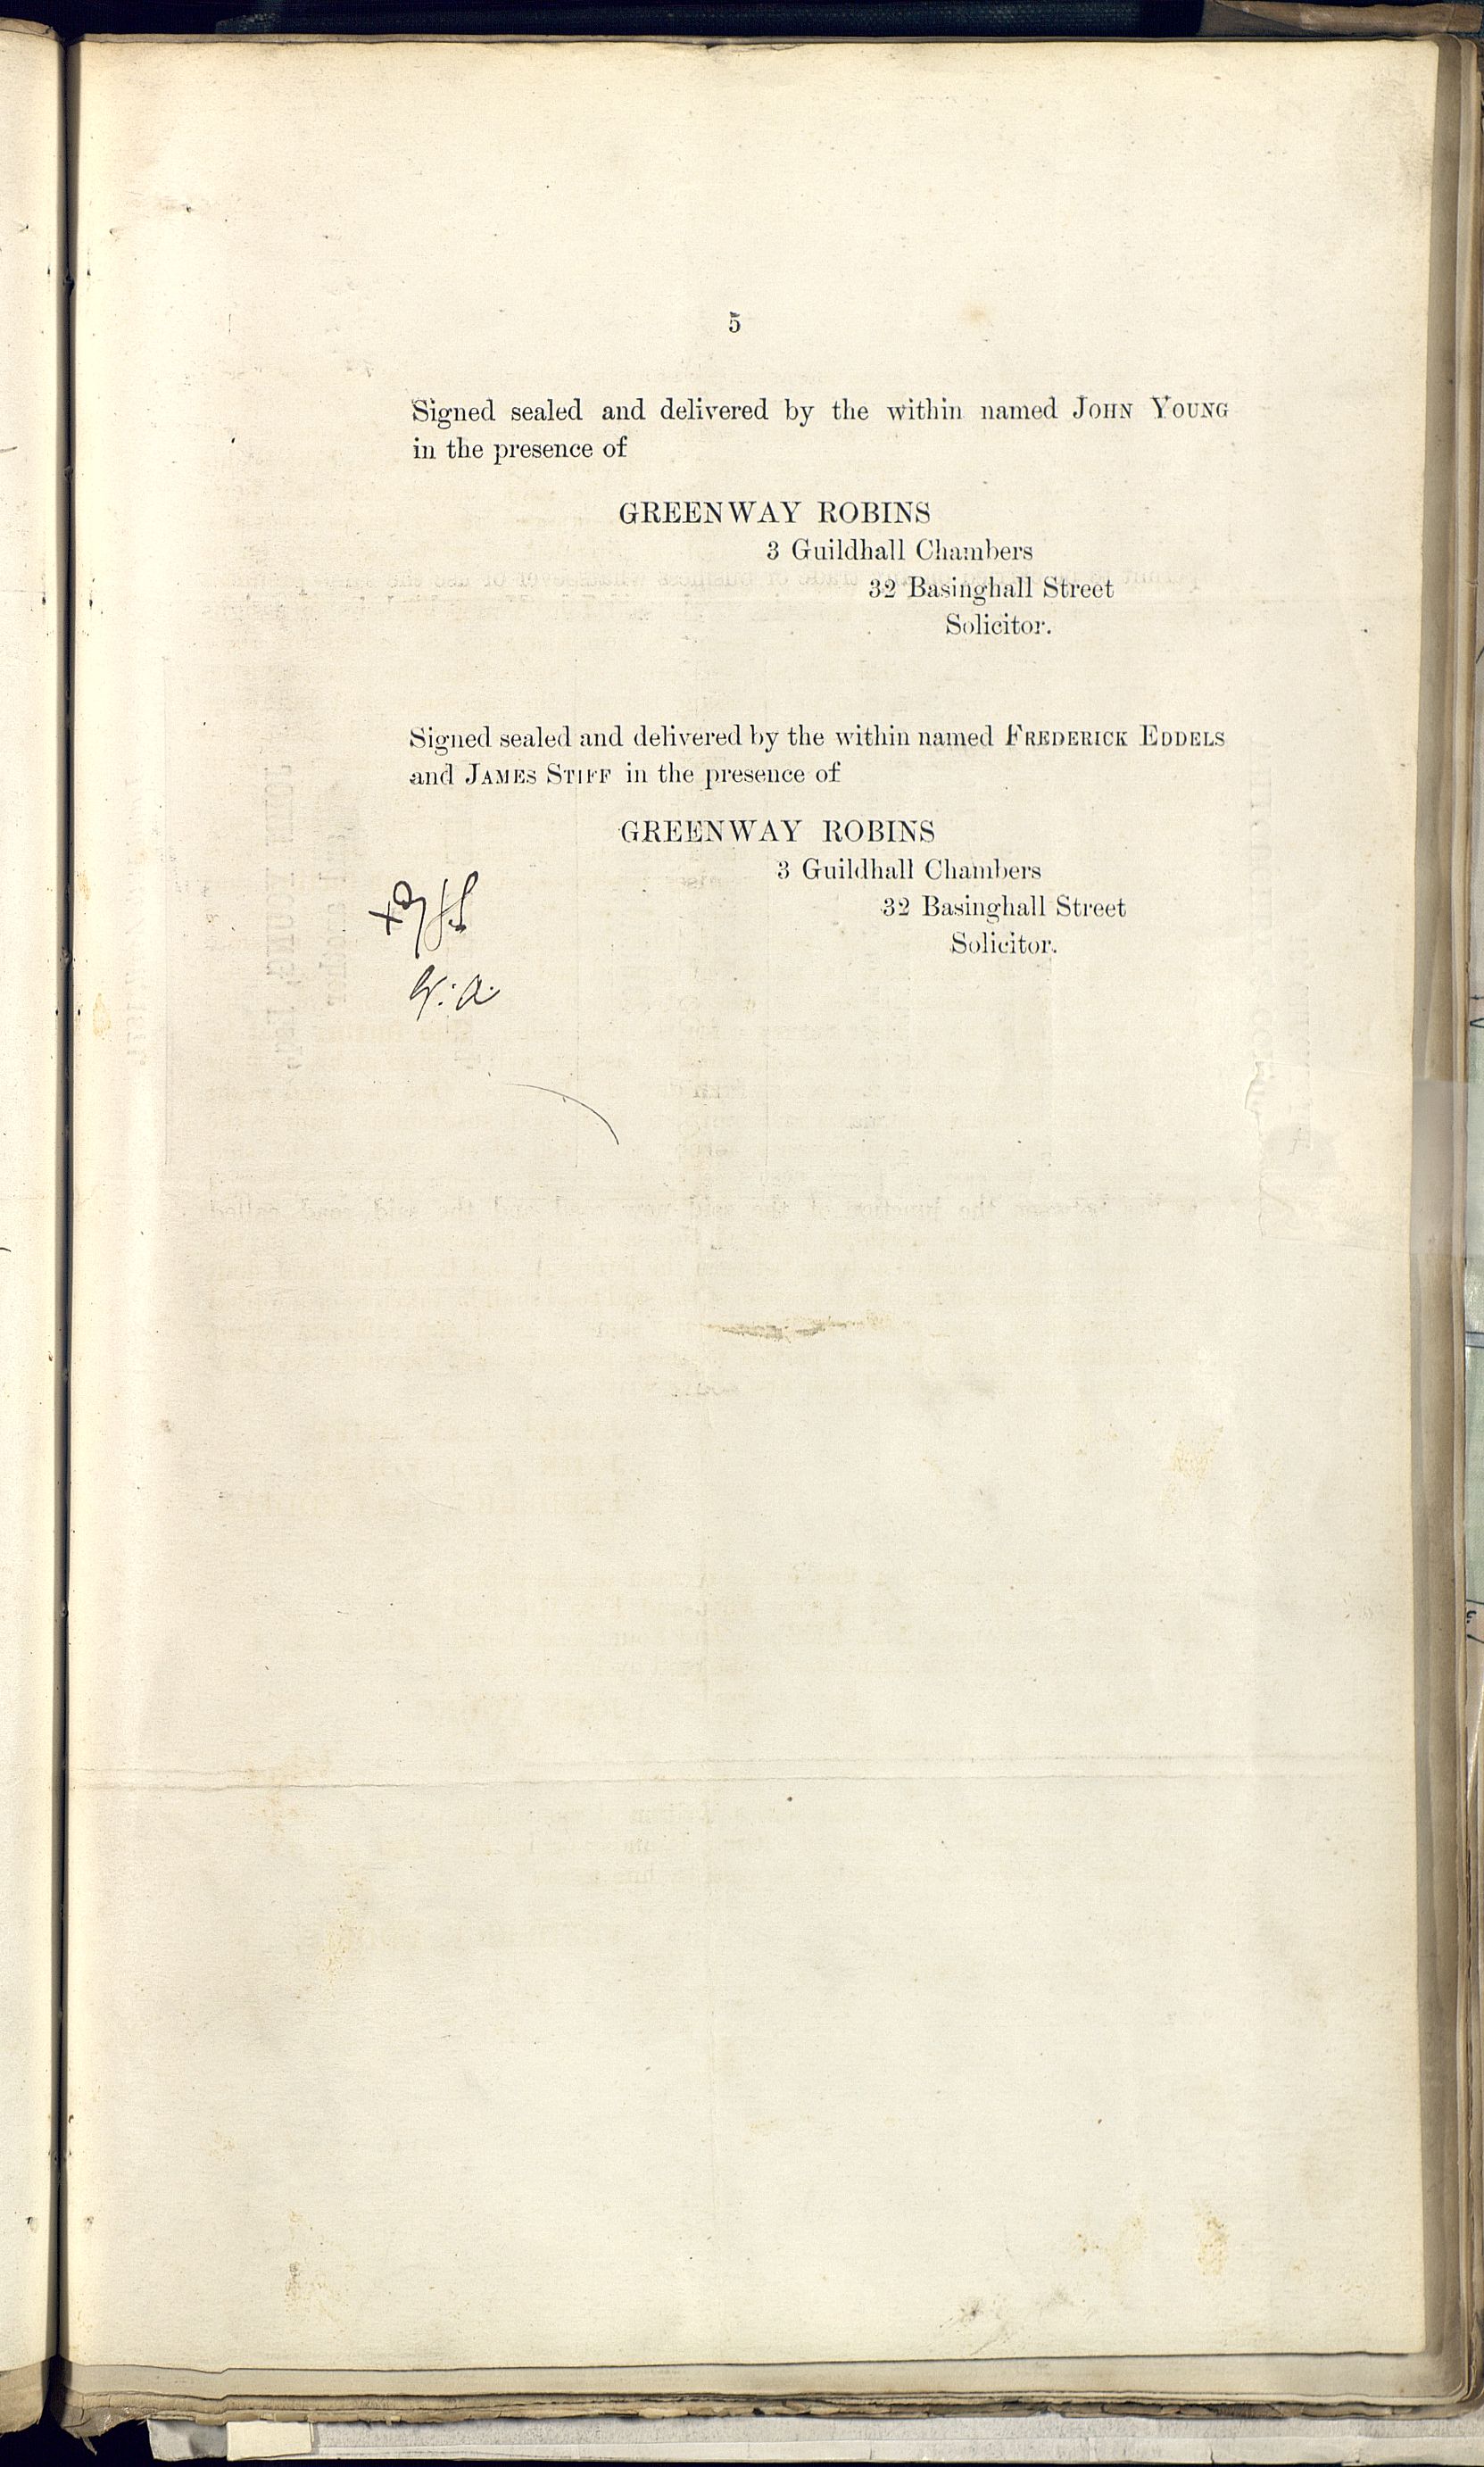 5
Signed sealed and delivered by the within named JOHN YOUNG
in the presence of
GREENWAY ROBINS
3 Guildhall Chambers
32 Basinghall Street
Solicitor.
Signed sealed and delivered by the within named FREDERICK EDDELS
and JAMES STIFF in the presence of
GREENWAY ROBINS
3 Guildhall Chambers
32 Basinghall Street
Solicitor.